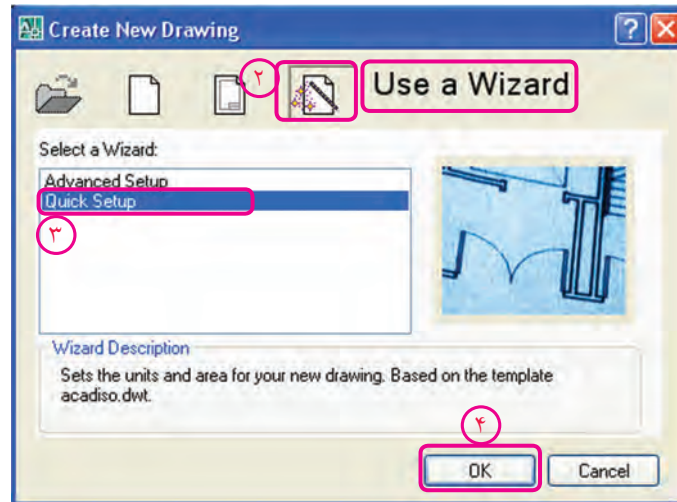 Create New Drawing
۲
Use a Wizard
Select a Wizard:
Advanced Setup
Quick Setup
۳
Wizard Description
Sets the units and area for your new drawing. Based on the template
acadiso.dwt.
۴
OK
Cancel